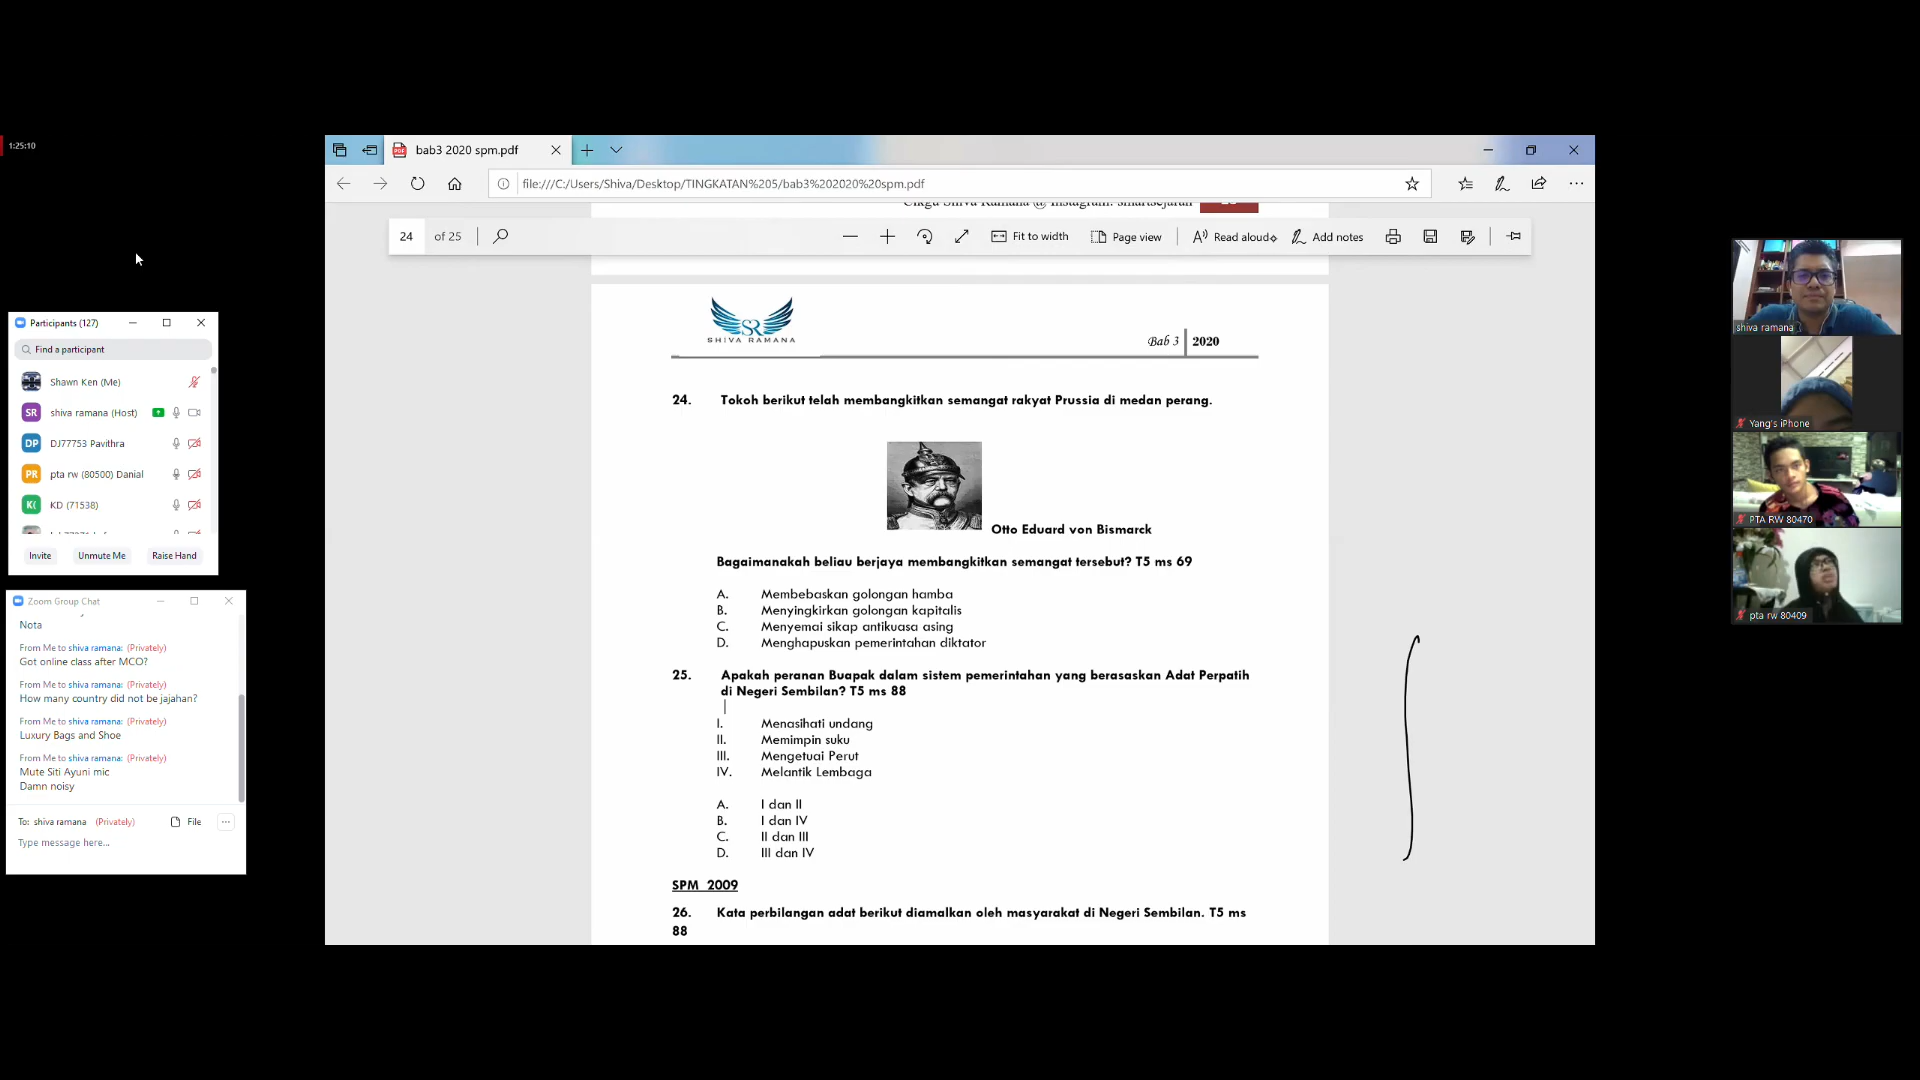 1:25:10
Participants (127)
Find a participant
Shawn Ken (Me)
SR shiva ramana (Host)
DP DJ77753 Pavithra
PR pta rw (80500) Danial
K( KD (71538)
Invite Unmute Me Raise Hand
Zoom Group Chat
Nota
From Me to shiva ramana: (Privately)
Got online class after MCO?
From Me to shiva ramana: (Privately)
How many country did not be jajahan?
From Me to shiva ramana: (Privately)
Luxury Bags and Shoe
From Me to shiva ramana: (Privately)
Mute Siti Ayuni mic
Damn noisy
To: shiva ramana (Privately) File ...
Type message here...
bab3 2020 spm.pdf
file:///C:/Users/Shiva/Desktop/TINGKATAN%205/bab3%202020%20spm.pdf
Cikgu Shiva Ramana @ Instagram: smartsejarah
24 of 25 Fit to width Page view Read aloud Add notes
SR
SHIVA RAMANA
Bab 3 2020
24. Tokoh berikut telah membangkitkan semangat rakyat Prussia di medan perang.
Otto Eduard von Bismarck
Bagaimanakah beliau berjaya membangkitkan semangat tersebut? T5 ms 69
A. Membebaskan golongan hamba
B. Menyingkirkan golongan kapitalis
C. Menyemai sikap antikuasa asing
D. Menghapuskan pemerintahan diktator
25. Apakah peranan Buapak dalam sistem pemerintahan yang berasaskan Adat Perpatih
di Negeri Sembilan? T5 ms 88
I. Menasihati undang
II. Memimpin suku
III. Mengetuai Perut
IV. Melantik Lembaga
A. I dan II
B. I dan IV
C. II dan III
D. III dan IV
SPM 2009
26. Kata perbilangan adat berikut diamalkan oleh masyarakat di Negeri Sembilan. T5 ms
88
shiva ramana
Yang's iPhone
PTA RW 80470
pta rw 80409